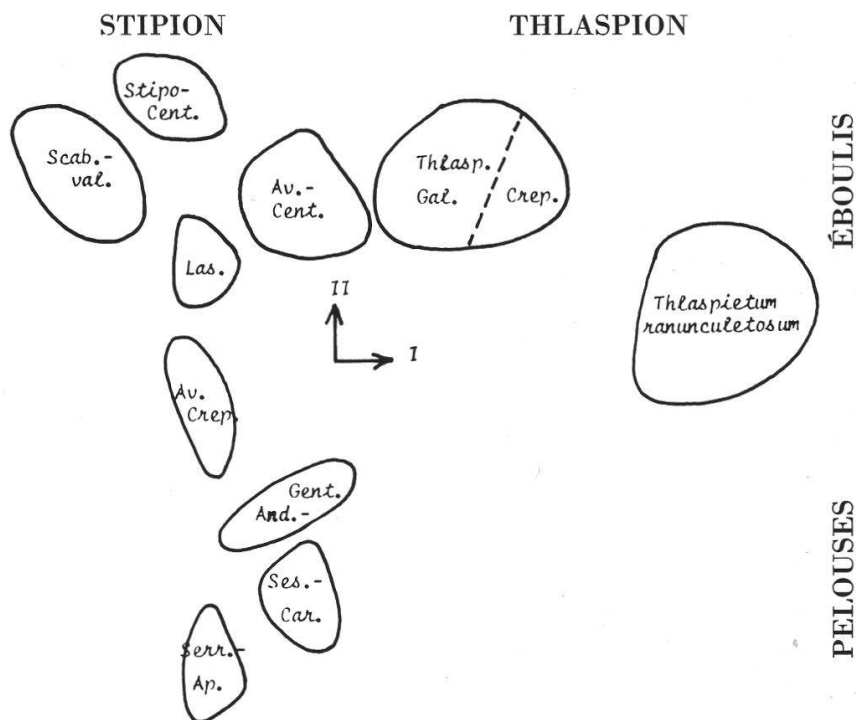 STIPION
THLASPION
Stipo-
Cent.
Scab.-
val.
Av.-
Cent.
Thlasp.
Gal.
Crep.
ÉBOULIS
Las.
II
I
Thlaspietum
ranunculetosum
Av.
Crep.
Gent.
And.-
Ses.-
Car.
Serr.-
Ap.
PELOUSES